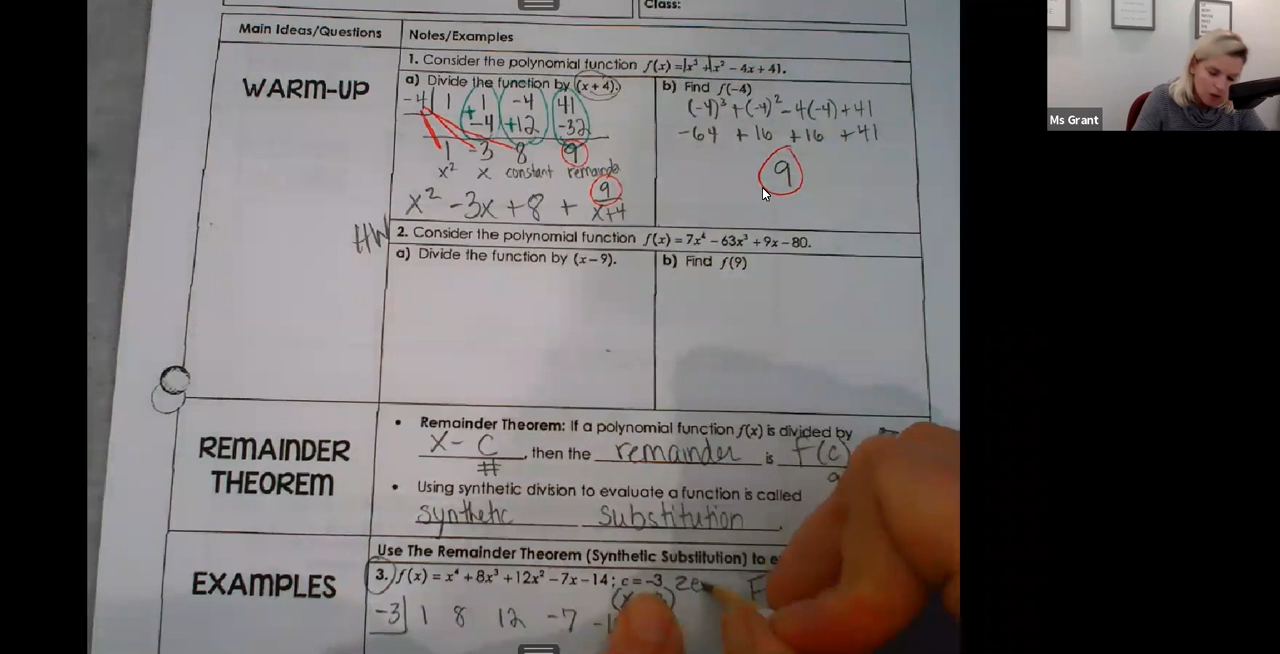 Class:
Main Ideas/Questions
Notes/Examples
WARM-UP
1. Consider the polynomial function f(x) = 1x³ + 1x² − 4x + 41.
a) Divide the function by (x + 4).
-4 | 1 1 -4 41
+ -4 +12 -32
1 -3 8 9
x² x constant remainder
x² - 3x + 8 + 9/x+4
b) Find f(−4)
(-4)³ + (-4)² - 4(-4) + 41
-64 + 16 + 16 + 41
9
HW
2. Consider the polynomial function f(x) = 7x⁴ − 63x³ + 9x − 80.
a) Divide the function by (x − 9).
b) Find f(9)
REMAINDER
THEOREM
• Remainder Theorem: If a polynomial function f(x) is divided by
x - c, then the remainder is f(c)
#
• Using synthetic division to evaluate a function is called
synthetic substitution.
EXAMPLES
Use The Remainder Theorem (Synthetic Substitution) to
3. f(x) = x⁴ + 8x³ + 12x² − 7x − 14; c = −3
-3 | 1 8 12 -7
Ms Grant